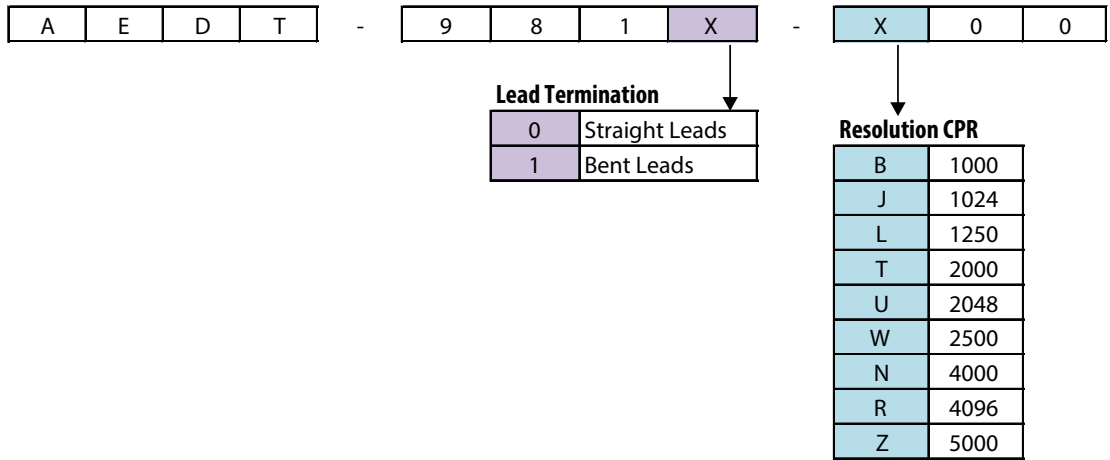 A E D T - 9 8 1 X - X 0 0
Lead Termination
0 Straight Leads
1 Bent Leads
Resolution CPR
B 1000
J 1024
L 1250
T 2000
U 2048
W 2500
N 4000
R 4096
Z 5000